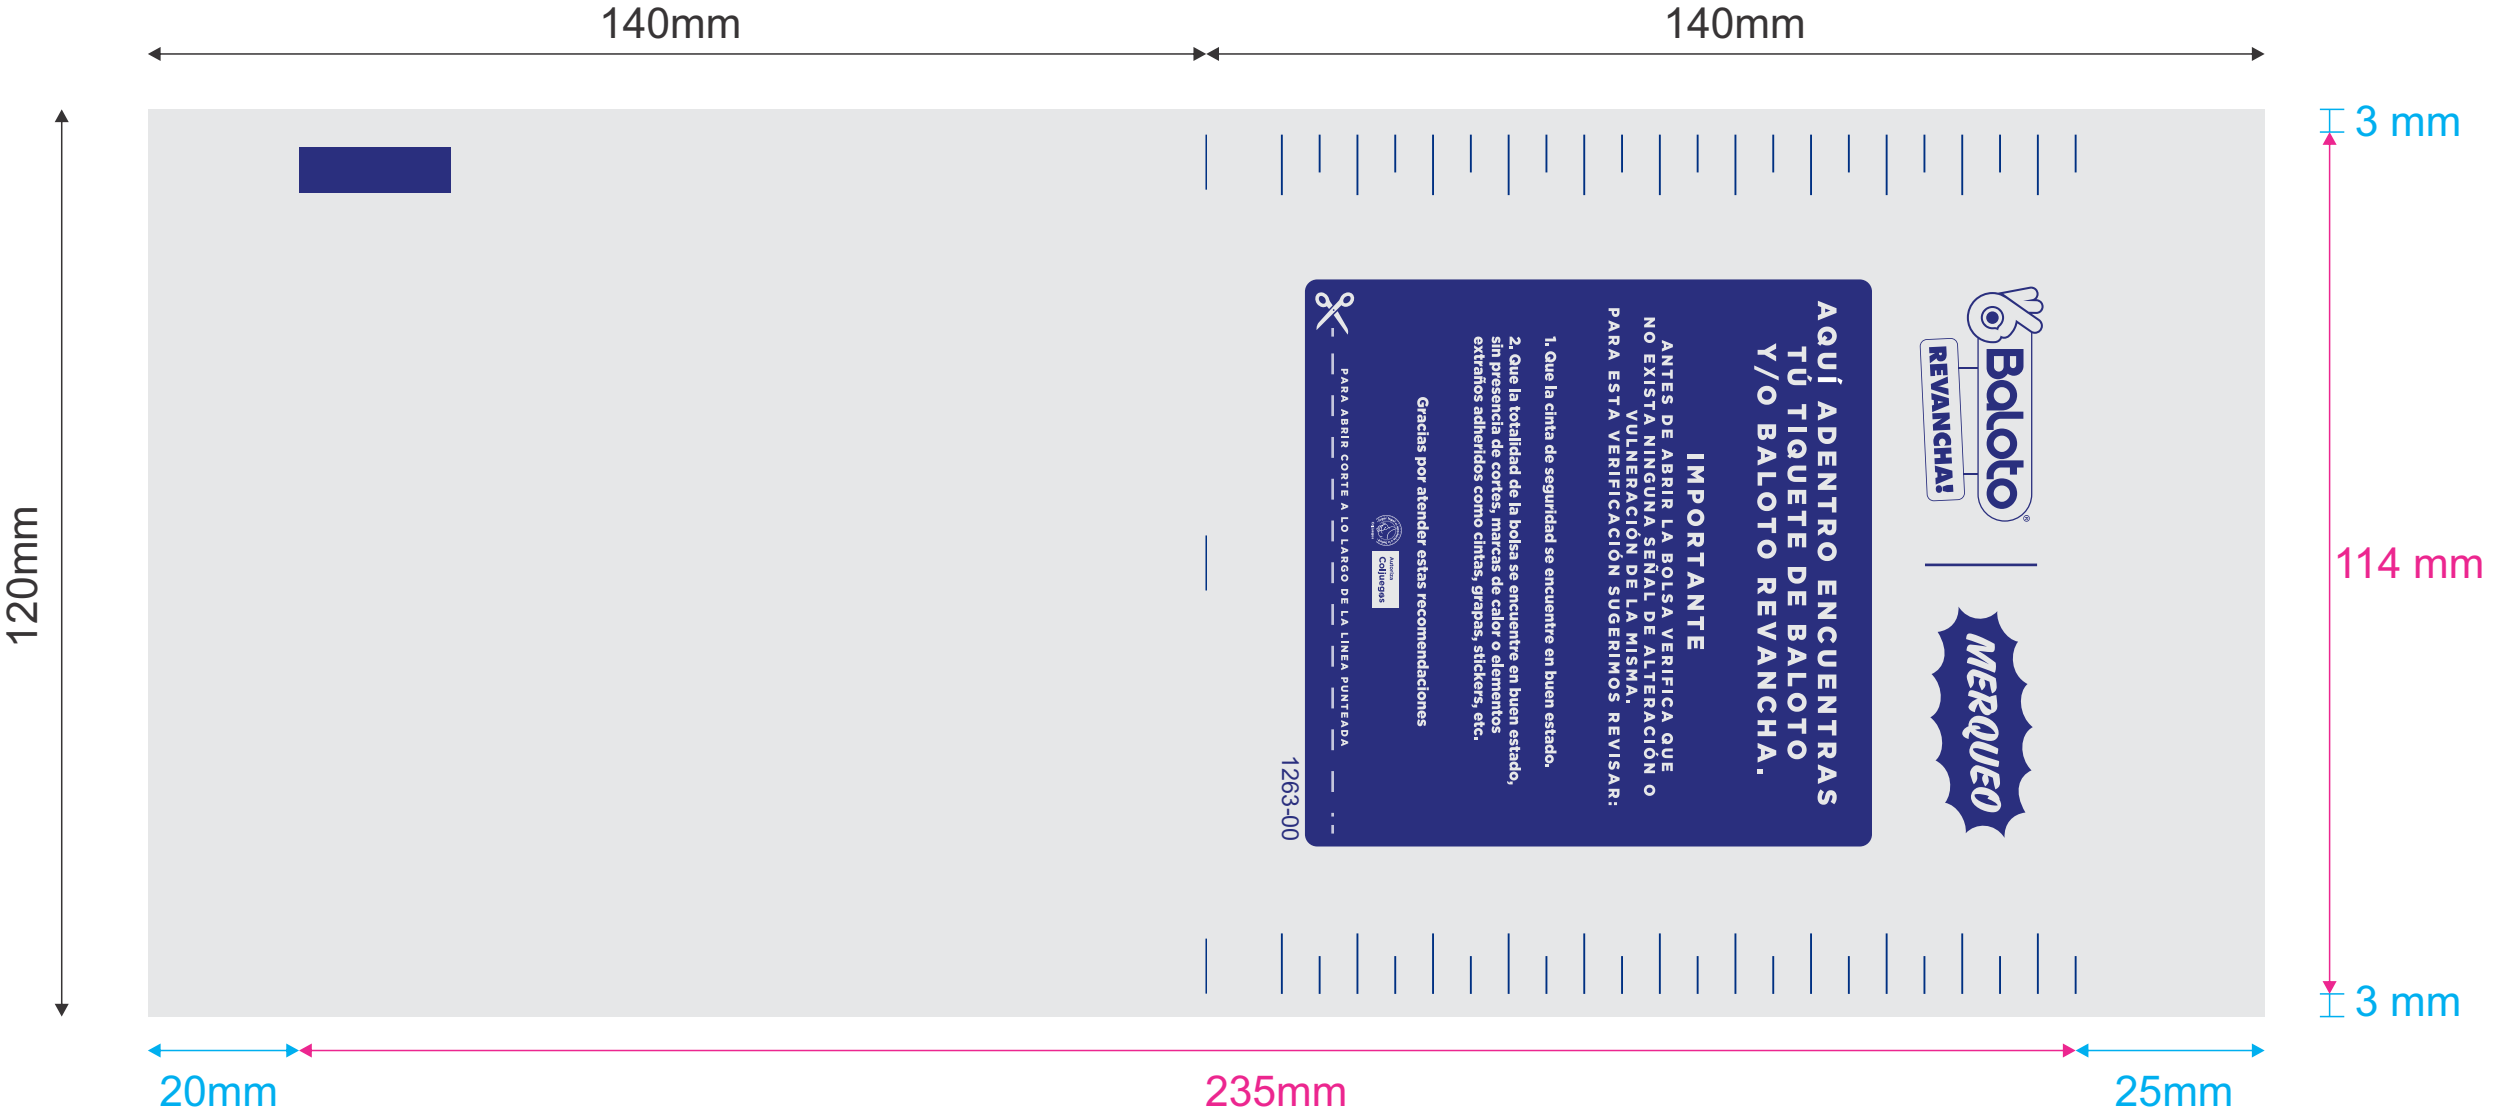 140mm
140mm
120mm
3 mm
114 mm
3 mm
20mm
235mm
25mm
Baloto®
REVANCHA!
MERQUEO
AQUÍ ADENTRO ENCUENTRAS
TÚ TIQUETE DE BALOTO
Y/O BALOTO REVANCHA.
IMPORTANTE
ANTES DE ABRIR LA BOLSA VERIFICA QUE
NO EXISTA NINGUNA SEÑAL DE ALTERACIÓN O
VULNERACIÓN DE LA MISMA.
PARA ESTA VERIFICACIÓN SUGERIMOS REVISAR:
1. Que la cinta de seguridad se encuentre en buen estado.
2. Que la totalidad de la bolsa se encuentre en buen estado,
sin presencia de cortes, marcas de calor o elementos
extraños adheridos como cintas, grapas, stickers, etc.
Gracias por atender estas recomendaciones
Autoriza
Coljuegos
PARA ABRIR CORTE A LO LARGO DE LA LÍNEA PUNTEADA
1263-00